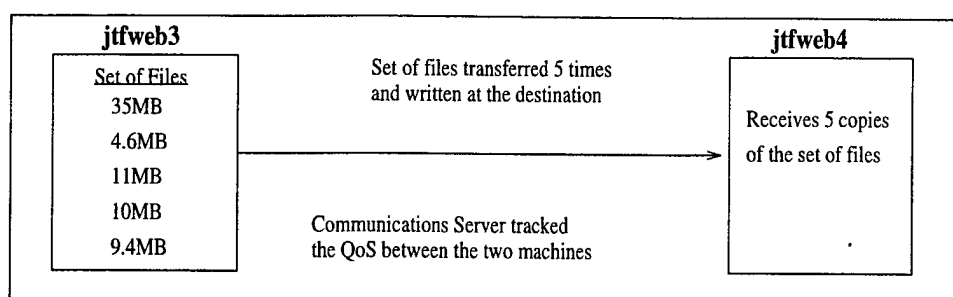 jtfweb3
Set of Files
35MB
4.6MB
11MB
10MB
9.4MB
Set of files transferred 5 times
and written at the destination
Communications Server tracked
the QoS between the two machines
jtfweb4
Receives 5 copies
of the set of files